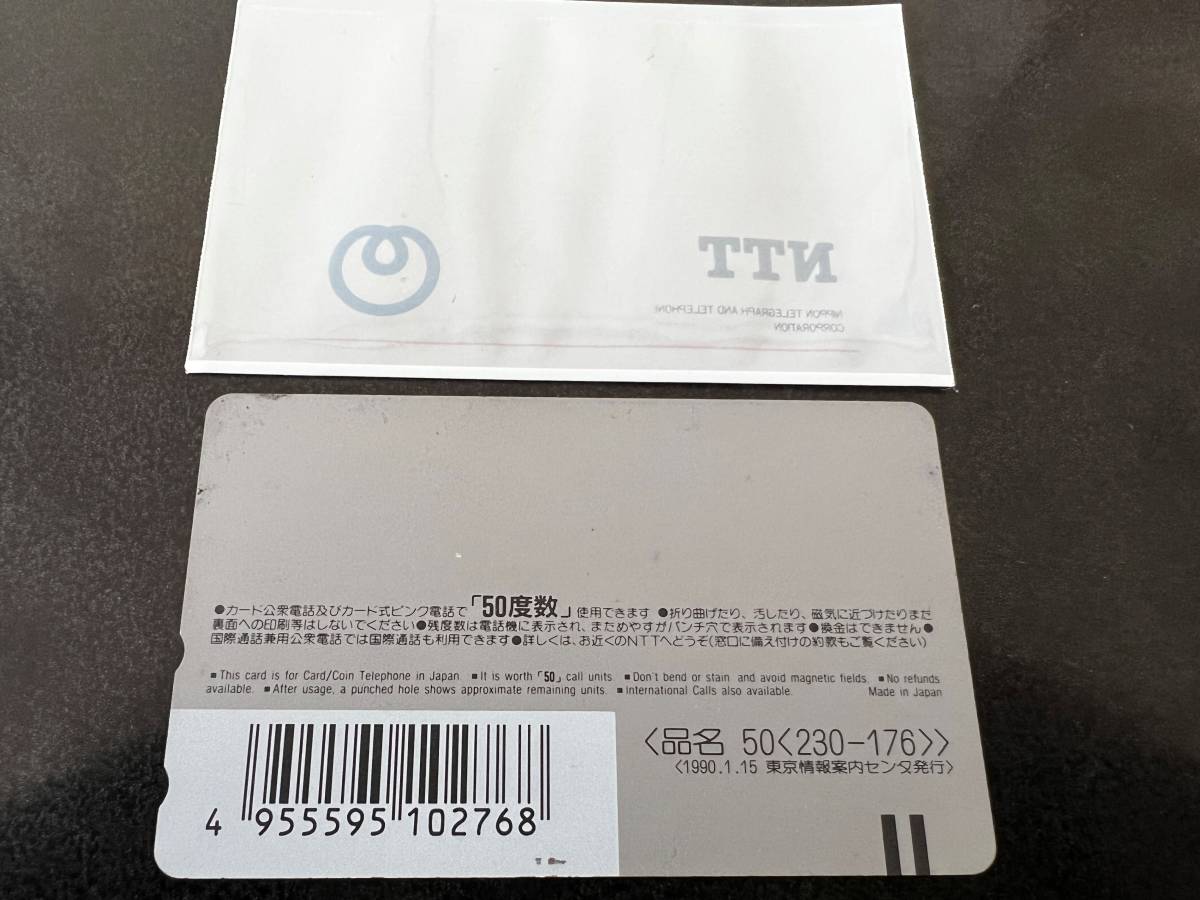 NTT
NIPPON TELEGRAPH AND TELEPHONE
CORPORATION
●カード公衆電話及びカード式ピンク電話で「50度数」使用できます ●折り曲げたり、汚したり、磁気に近づけたりまた
裏面への印刷等はしないでください●残度数は電話機に表示され、まためやすがパンチ穴で表示されます●換金はできません●
国際通話兼用公衆電話では国際通話も利用できます●詳しくは、お近くのNTTへどうぞ(窓口に備え付けの約款もご覧ください)
■This card is for Card/Coin Telephone in Japan. ■It is worth「50」call units. ■Don't bend or stain and avoid magnetic fields. ■No refunds
available. ■After usage, a punched hole shows approximate remaining units. ■International Calls also available. Made in Japan
〈品名 50〈230-176〉〉
〈1990.1.15 東京情報案内センタ発行〉
4 955595 102768